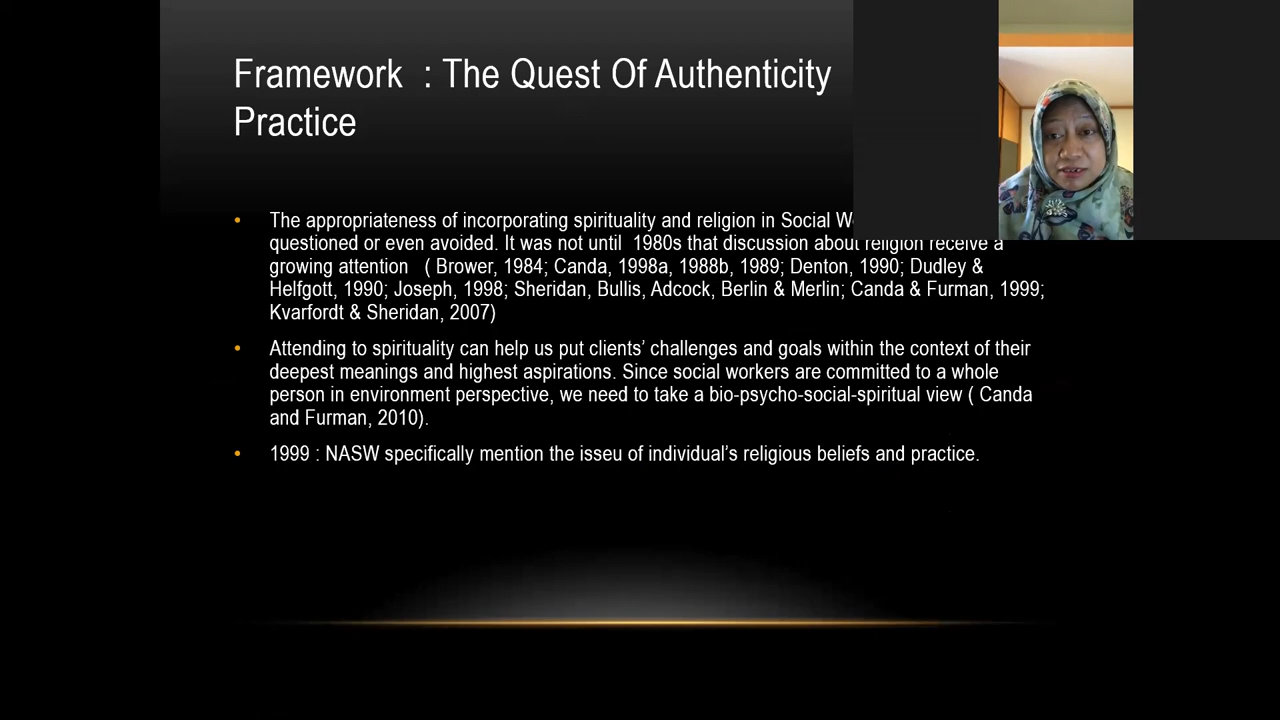 Framework : The Quest Of Authenticity
Practice
• The appropriateness of incorporating spirituality and religion in Social
questioned or even avoided. It was not until 1980s that discussion about religion receive a
growing attention ( Brower, 1984; Canda, 1998a, 1988b, 1989; Denton, 1990; Dudley &
Helfgott, 1990; Joseph, 1998; Sheridan, Bullis, Adcock, Berlin & Merlin; Canda & Furman, 1999;
Kvarfordt & Sheridan, 2007)
• Attending to spirituality can help us put clients’ challenges and goals within the context of their
deepest meanings and highest aspirations. Since social workers are committed to a whole
person in environment perspective, we need to take a bio-psycho-social-spiritual view ( Canda
and Furman, 2010).
• 1999 : NASW specifically mention the isseu of individual’s religious beliefs and practice.